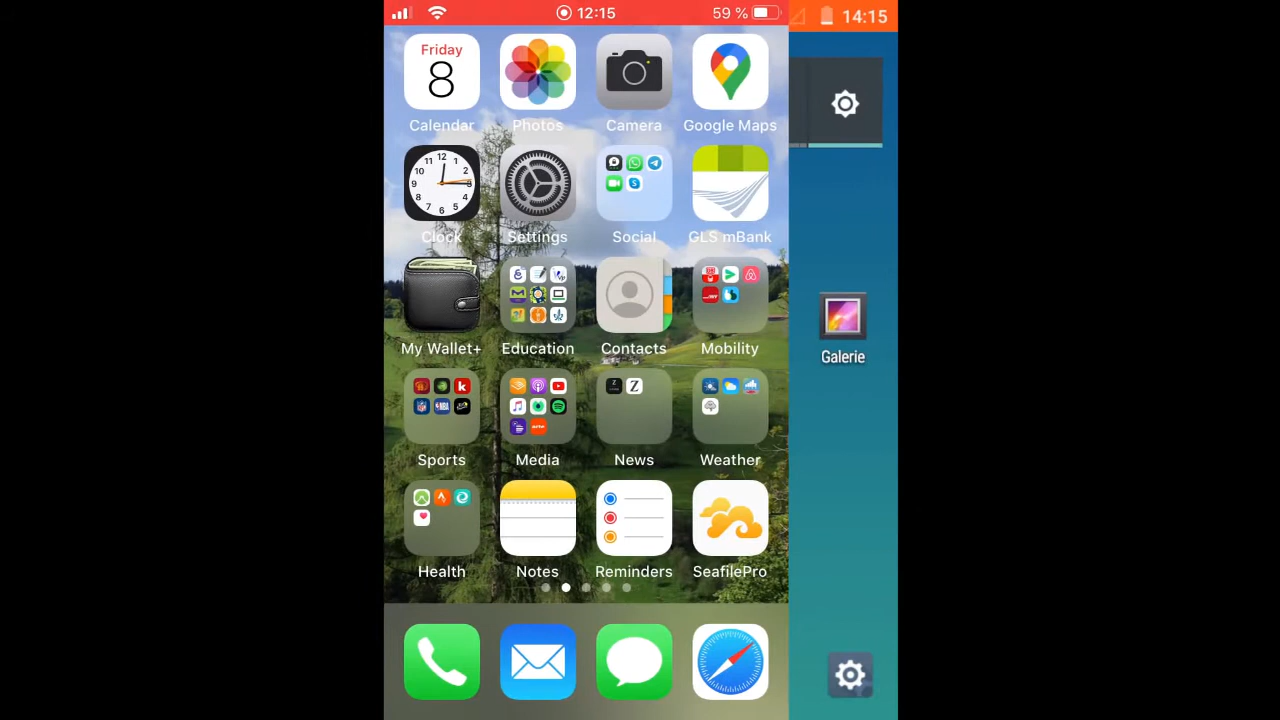 12:15
59 %
14:15
Friday
8
Calendar
Photos
Camera
Google Maps
Clock
Settings
Social
GLS mBank
My Wallet+
Education
Contacts
Mobility
Galerie
Sports
Media
News
Weather
Health
Notes
Reminders
SeafilePro